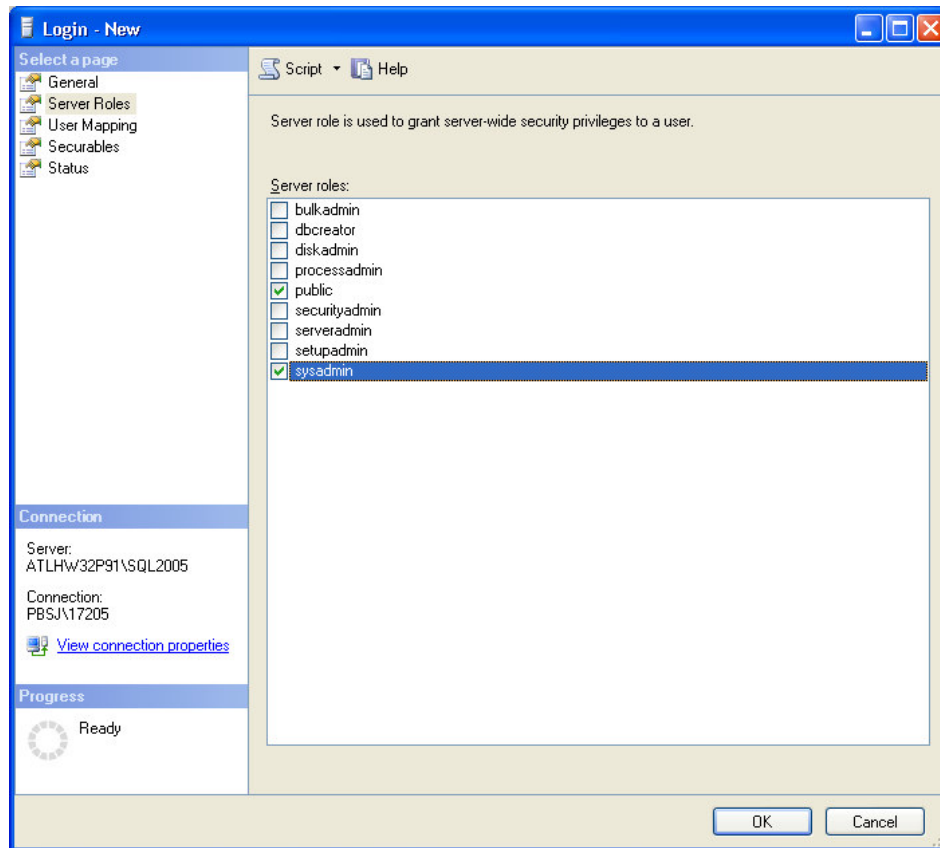 Login - New
Select a page
General
Server Roles
User Mapping
Securables
Status
Script
Help
Server role is used to grant server-wide security privileges to a user.
Server roles:
bulkadmin
dbcreator
diskadmin
processadmin
public
securityadmin
serveradmin
setupadmin
sysadmin
Connection
Server:
ATLHW32P91\SQL2005
Connection:
PBSJ\17205
View connection properties
Progress
Ready
OK
Cancel